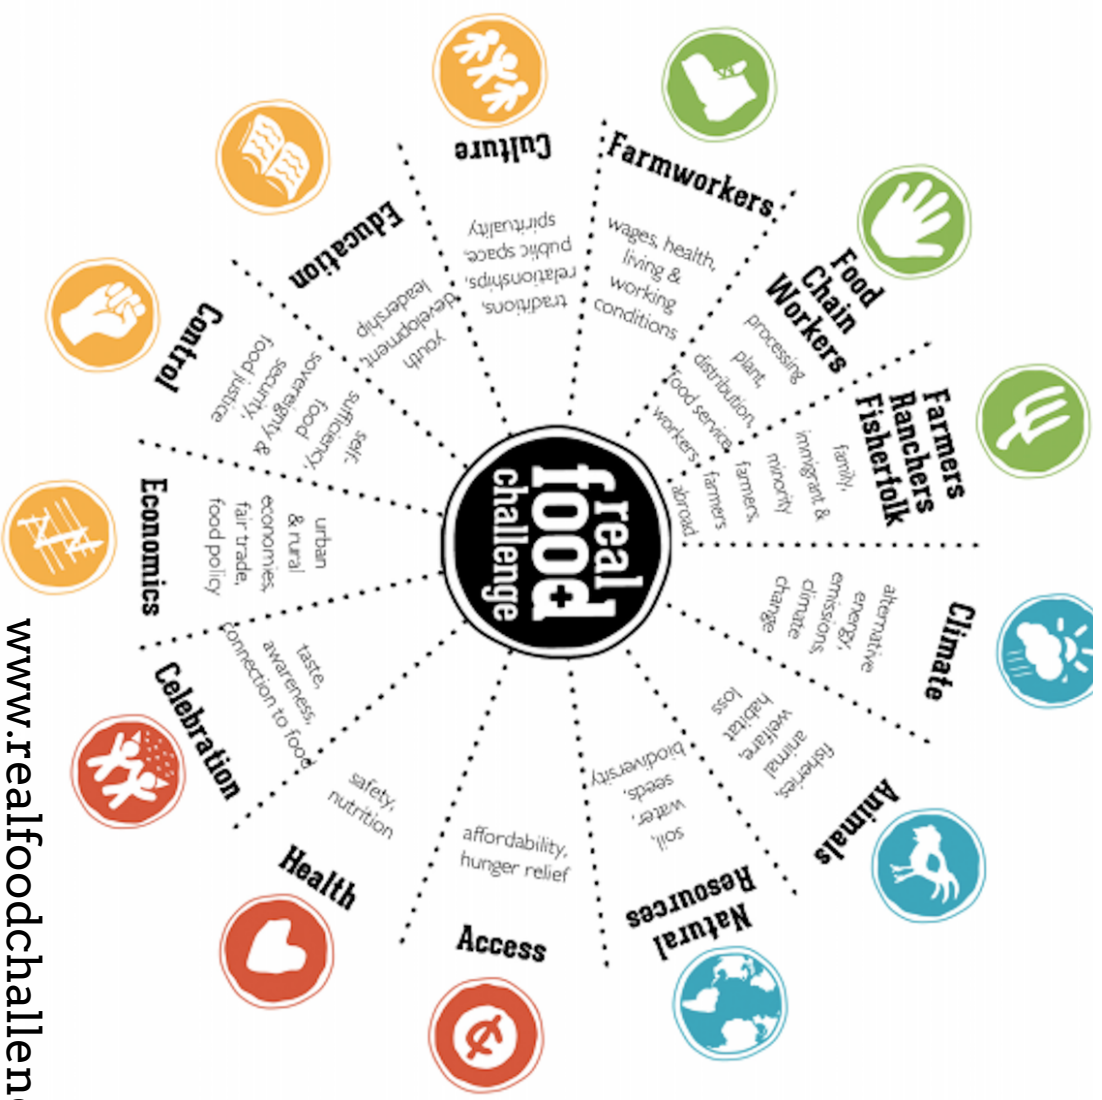 real
food
challenge
Farmworkers
wages, health,
living &
working
conditions
Food
Chain
Workers
processing
plant,
distribution,
food service
workers
Farmers
Ranchers
Fisherfolk
family,
immigrant &
minority
farmers,
farmers
abroad
Climate
alternative
energy,
emissions,
climate
change
Animals
fisheries,
animal
welfare,
habitat
loss
Natural
Resources
soil,
water,
seeds,
biodiversity
Access
affordability,
hunger relief
¢
Health
safety,
nutrition
Celebration
taste,
awareness,
connection to food
Economics
urban
& rural
economies,
fair trade,
food policy
Control
self-
sufficiency,
food
sovereignty &
security,
food justice
Education
youth
development,
leadership
Culture
traditions,
relationships,
public space,
spirituality
www.realfoodchallen